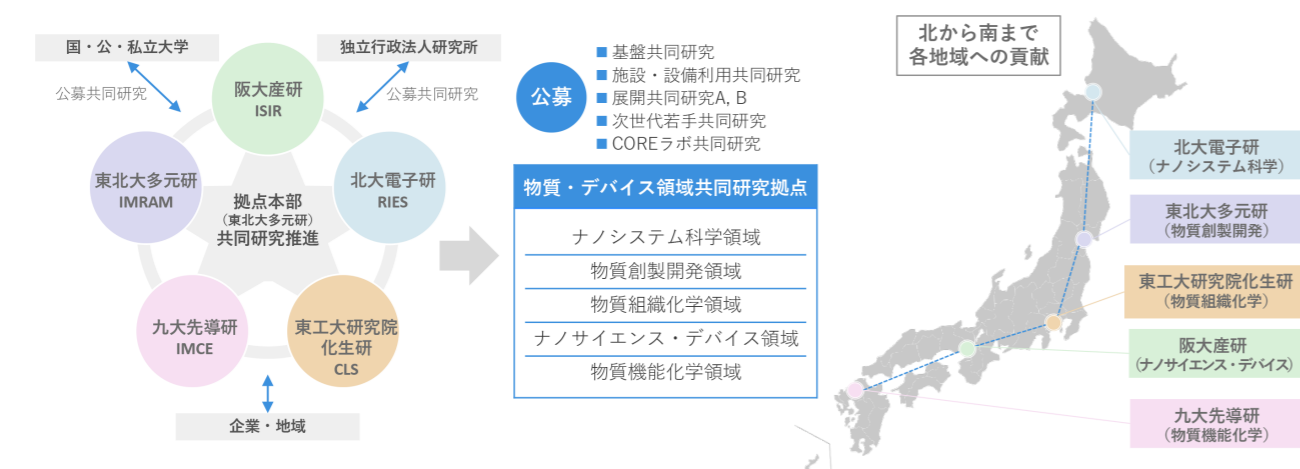 国・公・私立大学
独立行政法人研究所
公募共同研究
公募共同研究
阪大産研
ISIR
東北大多元研
IMRAM
北大電子研
RIES
拠点本部
(東北大多元研)
共同研究推進
九大先導研
IMCE
東工大研究院
化生研
CLS
企業・地域
公募
■ 基盤共同研究
■ 施設・設備利用共同研究
■ 展開共同研究A, B
■ 次世代若手共同研究
■ COREラボ共同研究
物質・デバイス領域共同研究拠点
ナノシステム科学領域
物質創製開発領域
物質組織化学領域
ナノサイエンス・デバイス領域
物質機能化学領域
北から南まで
各地域への貢献
北大電子研
(ナノシステム科学)
東北大多元研
(物質創製開発)
東工大研究院化生研
(物質組織化学)
阪大産研
(ナノサイエンス・デバイス)
九大先導研
(物質機能化学)